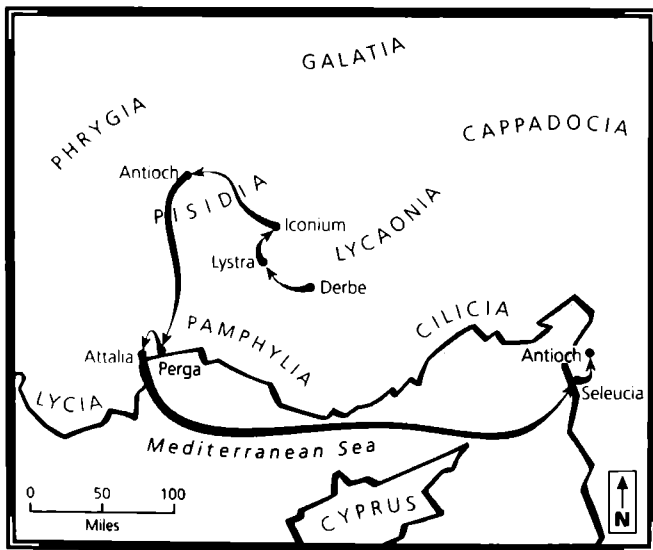 GALATIA
PHRYGIA
CAPPADOCIA
Antioch
PISIDIA
Iconium
LYCAONIA
Lystra
Derbe
CILICIA
PAMPHYLIA
Attalia
Perga
Antioch
Seleucia
LYCIA
Mediterranean Sea
0 50 100
Miles
CYPRUS
N